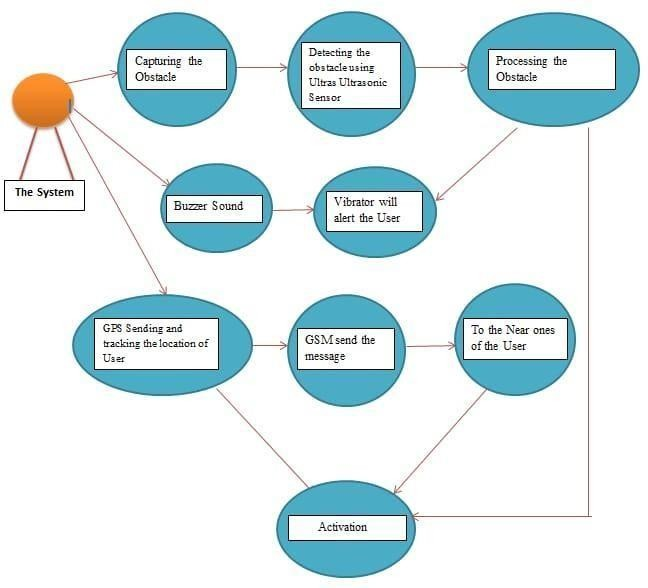 Capturing the
Obstacle
Detecting the
obstacle using
Ultras Ultrasonic
Sensor
Processing the
Obstacle
The System
Buzzer Sound
Vibrator will
alert the User
GPS Sending and
tracking the location of
User
GSM send the
message
To the Near ones
of the User
Activation